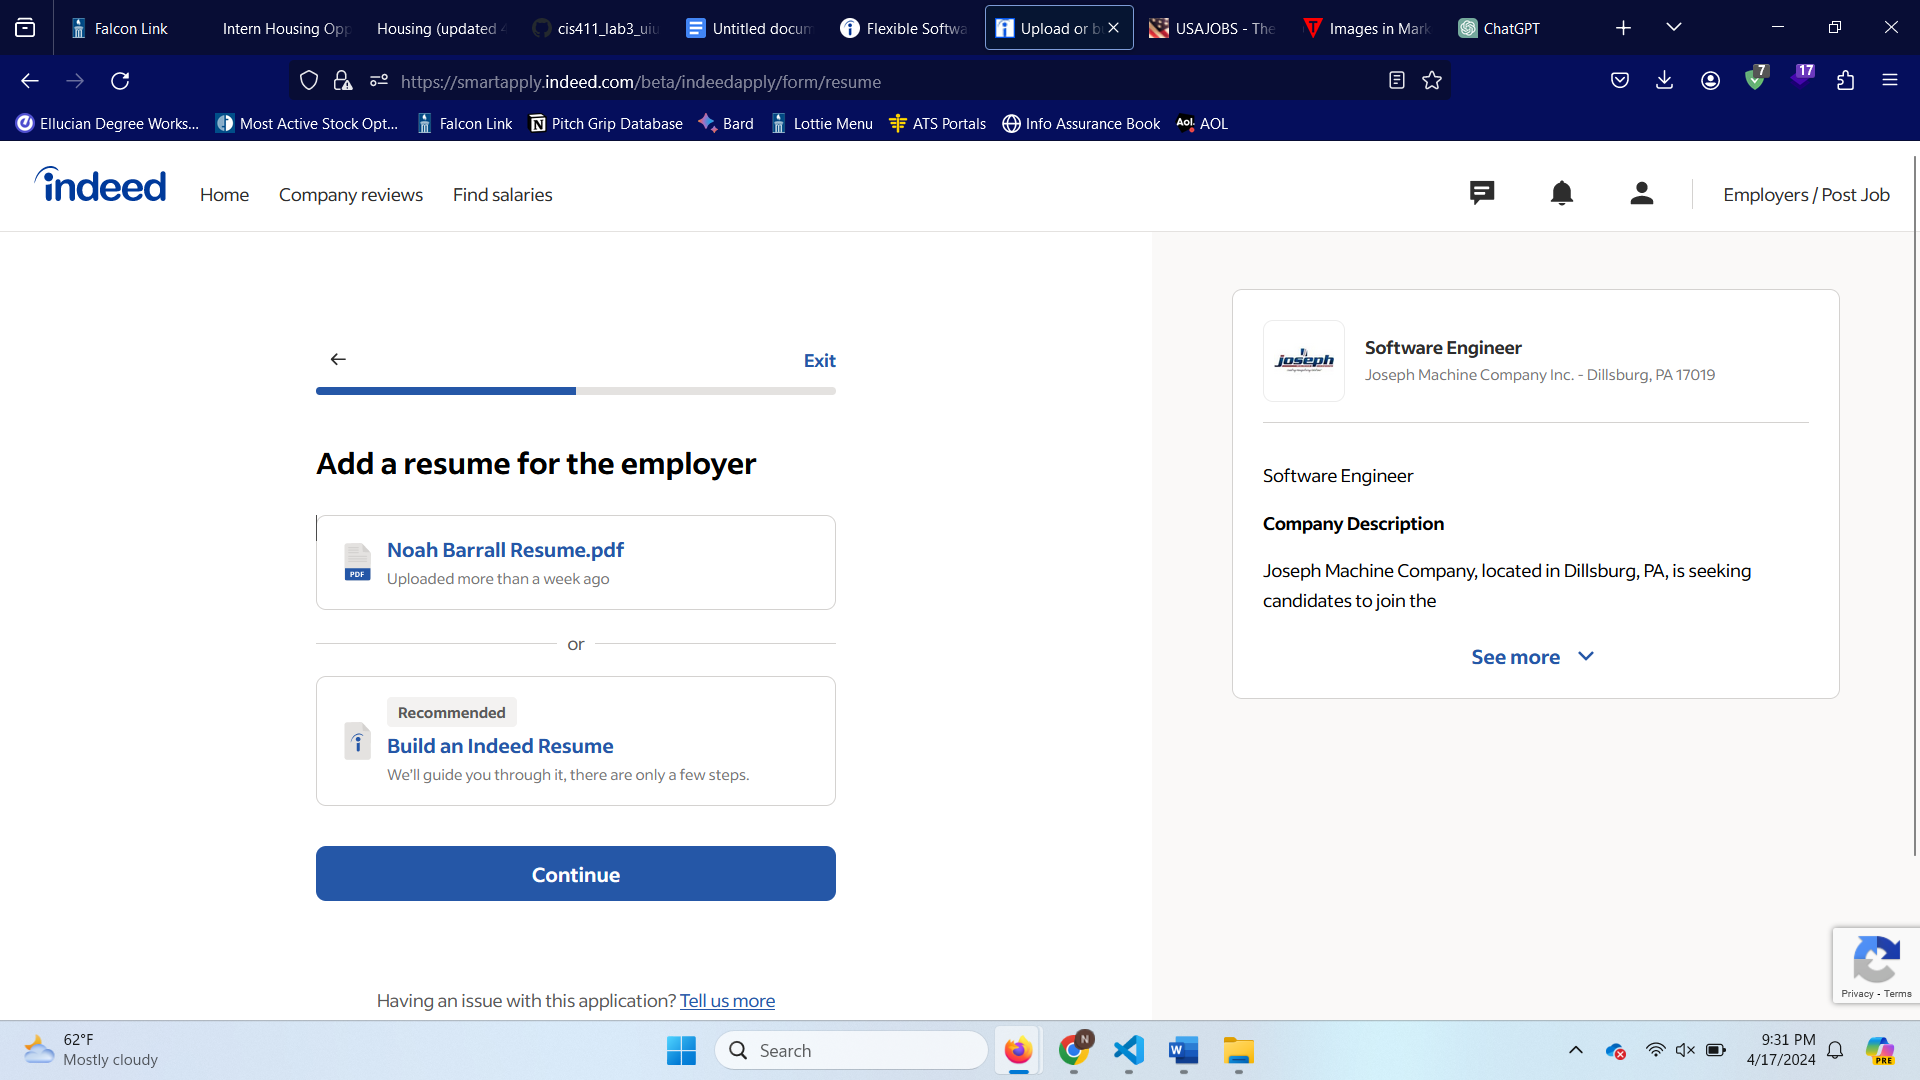 Falcon Link
Intern Housing Opp
Housing (updated 4
cis411_lab3_uiu
Untitled docum
Flexible Softwa
Upload or bu
USAJOBS - The
Images in Mark
ChatGPT
https://smartapply.indeed.com/beta/indeedapply/form/resume
7
17
Ellucian Degree Works...
Most Active Stock Opt...
Falcon Link
Pitch Grip Database
Bard
Lottie Menu
ATS Portals
Info Assurance Book
Aol.
AOL
indeed
Home
Company reviews
Find salaries
Employers / Post Job
Exit
Add a resume for the employer
PDF
Noah Barrall Resume.pdf
Uploaded more than a week ago
or
Recommended
Build an Indeed Resume
We'll guide you through it, there are only a few steps.
Continue
Having an issue with this application? Tell us more
joseph
Software Engineer
Joseph Machine Company Inc. - Dillsburg, PA 17019
Software Engineer
Company Description
Joseph Machine Company, located in Dillsburg, PA, is seeking
candidates to join the
See more
Privacy - Terms
62°F
Mostly cloudy
Search
N
W
9:31 PM
4/17/2024
PRE